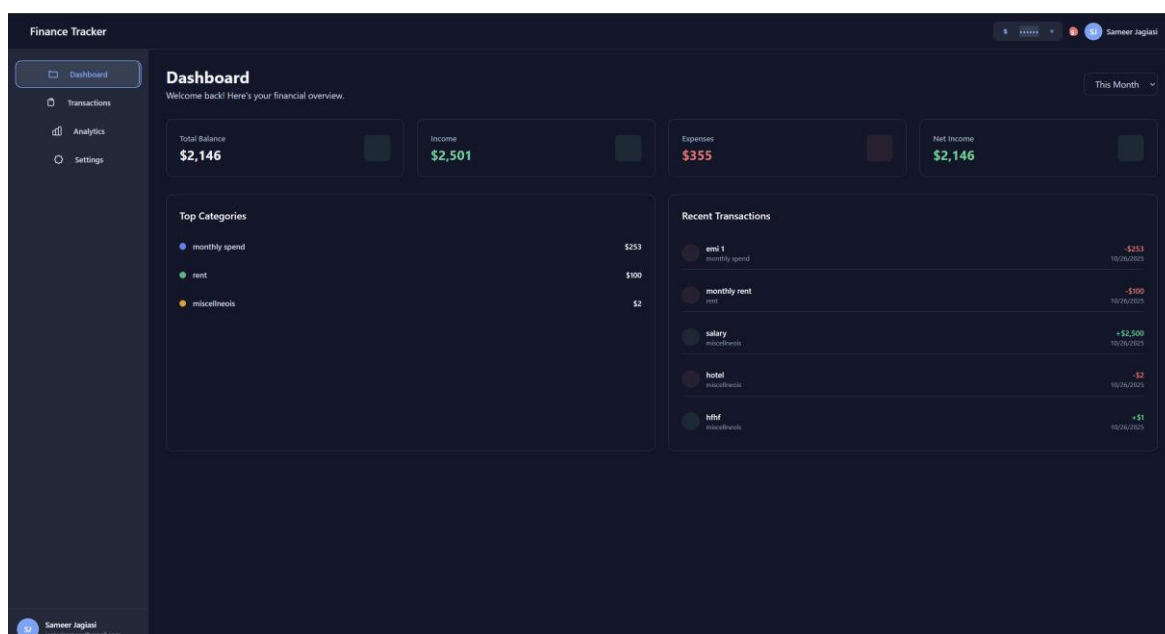 Finance Tracker
$
SJ Sameer Jagiasi
Dashboard
Transactions
Analytics
Settings
Dashboard
Welcome back! Here's your financial overview.
This Month
Total Balance
$2,146
Income
$2,501
Expenses
$355
Net Income
$2,146
Top Categories
monthly spend $253
rent $100
miscellneois $2
Recent Transactions
emi 1 -$253
monthly spend 10/26/2025
monthly rent -$100
rent 10/26/2025
salary +$2,500
miscellneois 10/26/2025
hotel -$2
miscellneois 10/26/2025
hfhf +$1
miscellneois 10/26/2025
SJ Sameer Jagiasi